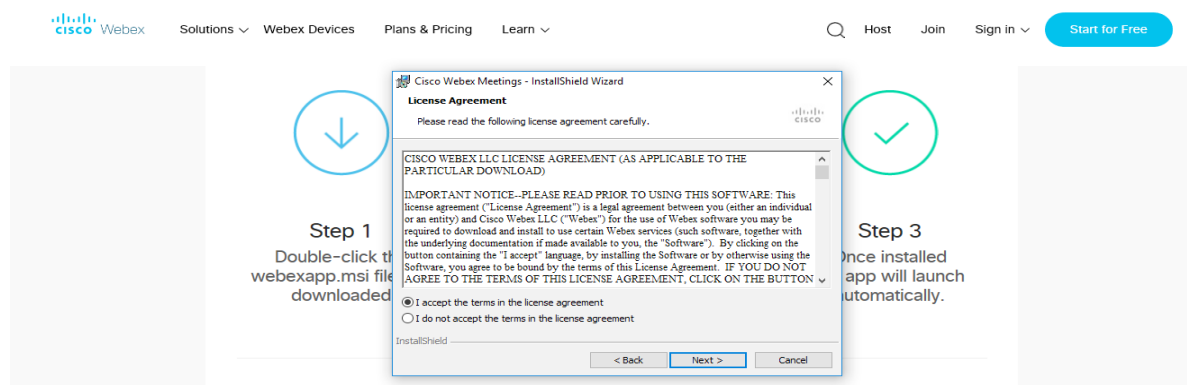 CISCO Webex Solutions Webex Devices Plans & Pricing Learn Host Join Sign in Start for Free
Cisco Webex Meetings - InstallShield Wizard
License Agreement
Please read the following license agreement carefully.
CISCO
CISCO WEBEX LLC LICENSE AGREEMENT (AS APPLICABLE TO THE
PARTICULAR DOWNLOAD)
IMPORTANT NOTICE--PLEASE READ PRIOR TO USING THIS SOFTWARE: This
license agreement ("License Agreement") is a legal agreement between you (either an individual
or an entity) and Cisco Webex LLC ("Webex") for the use of Webex software you may be
required to download and install to use certain Webex services (such software, together with
the underlying documentation if made available to you, the "Software"). By clicking on the
button containing the "I accept" language, by installing the Software or by otherwise using the
Software, you agree to be bound by the terms of this License Agreement. IF YOU DO NOT
AGREE TO THE TERMS OF THIS LICENSE AGREEMENT, CLICK ON THE BUTTON
I accept the terms in the license agreement
I do not accept the terms in the license agreement
InstallShield
< Back Next > Cancel
Step 1
Double-click
webexapp.msi
downloaded
Step 3
installed
app will launch
automatically.